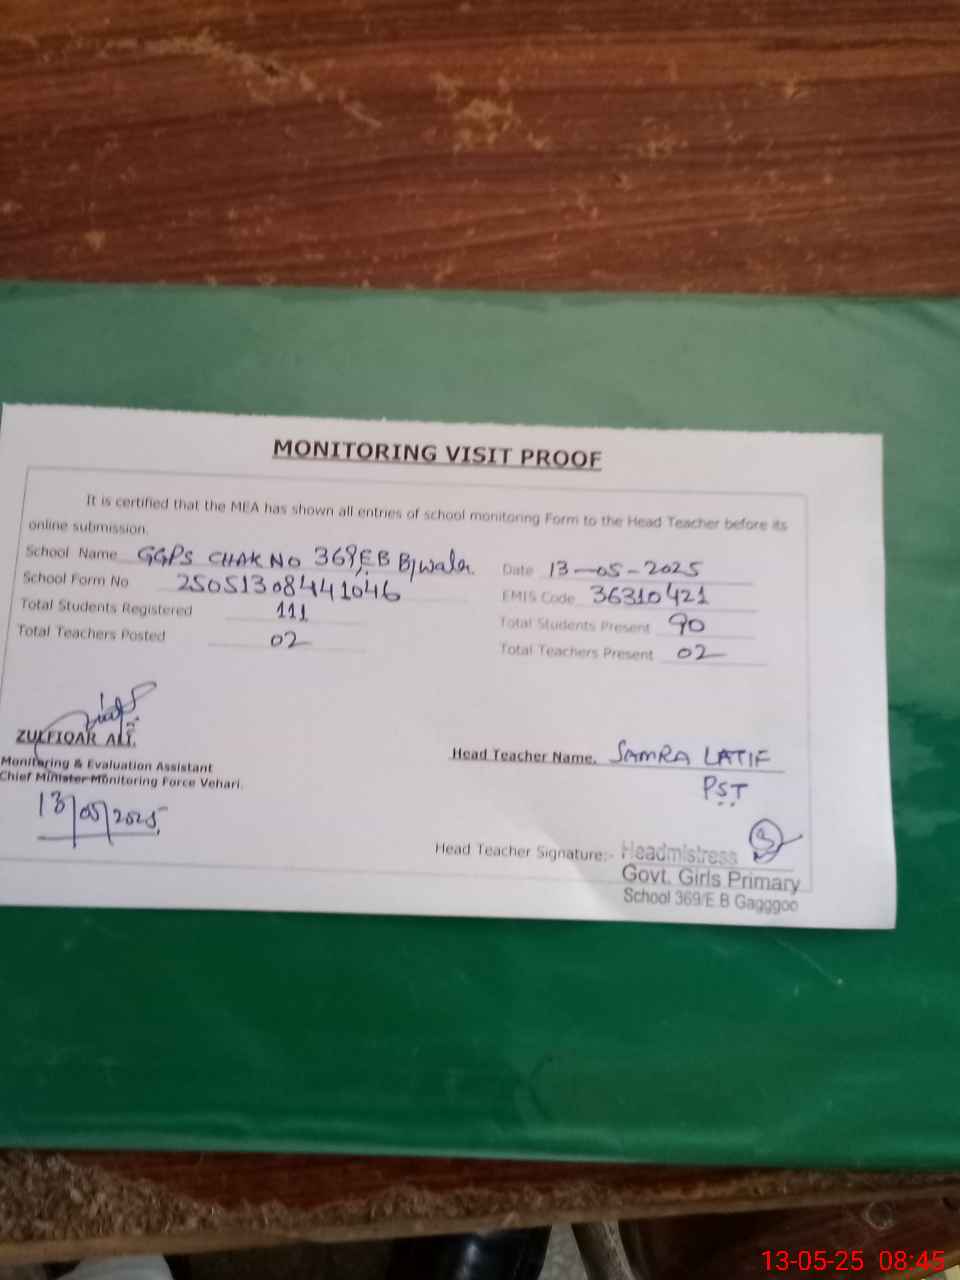 MONITORING VISIT PROOF
It is certified that the MEA has shown all entries of school monitoring Form to the Head Teacher before its
online submission.
School Name GGPS CHAK NO 369/EB Bjwala
Date 13-05-2025
School Form No 2505130844 1046
EMIS Code 36310421
Total Students Registered 111
Total Students Present 90
Total Teachers Posted 02
Total Teachers Present 02
ZULFIQAR ALI.
Monitoring & Evaluation Assistant
Chief Minister Monitoring Force Vehari.
13/05/2025
Head Teacher Name. SAMRA LATIF
PST
Head Teacher Signature:- Headmistress
Govt. Girls Primary
School 369/E.B Gagggoo
13-05-25 08:45